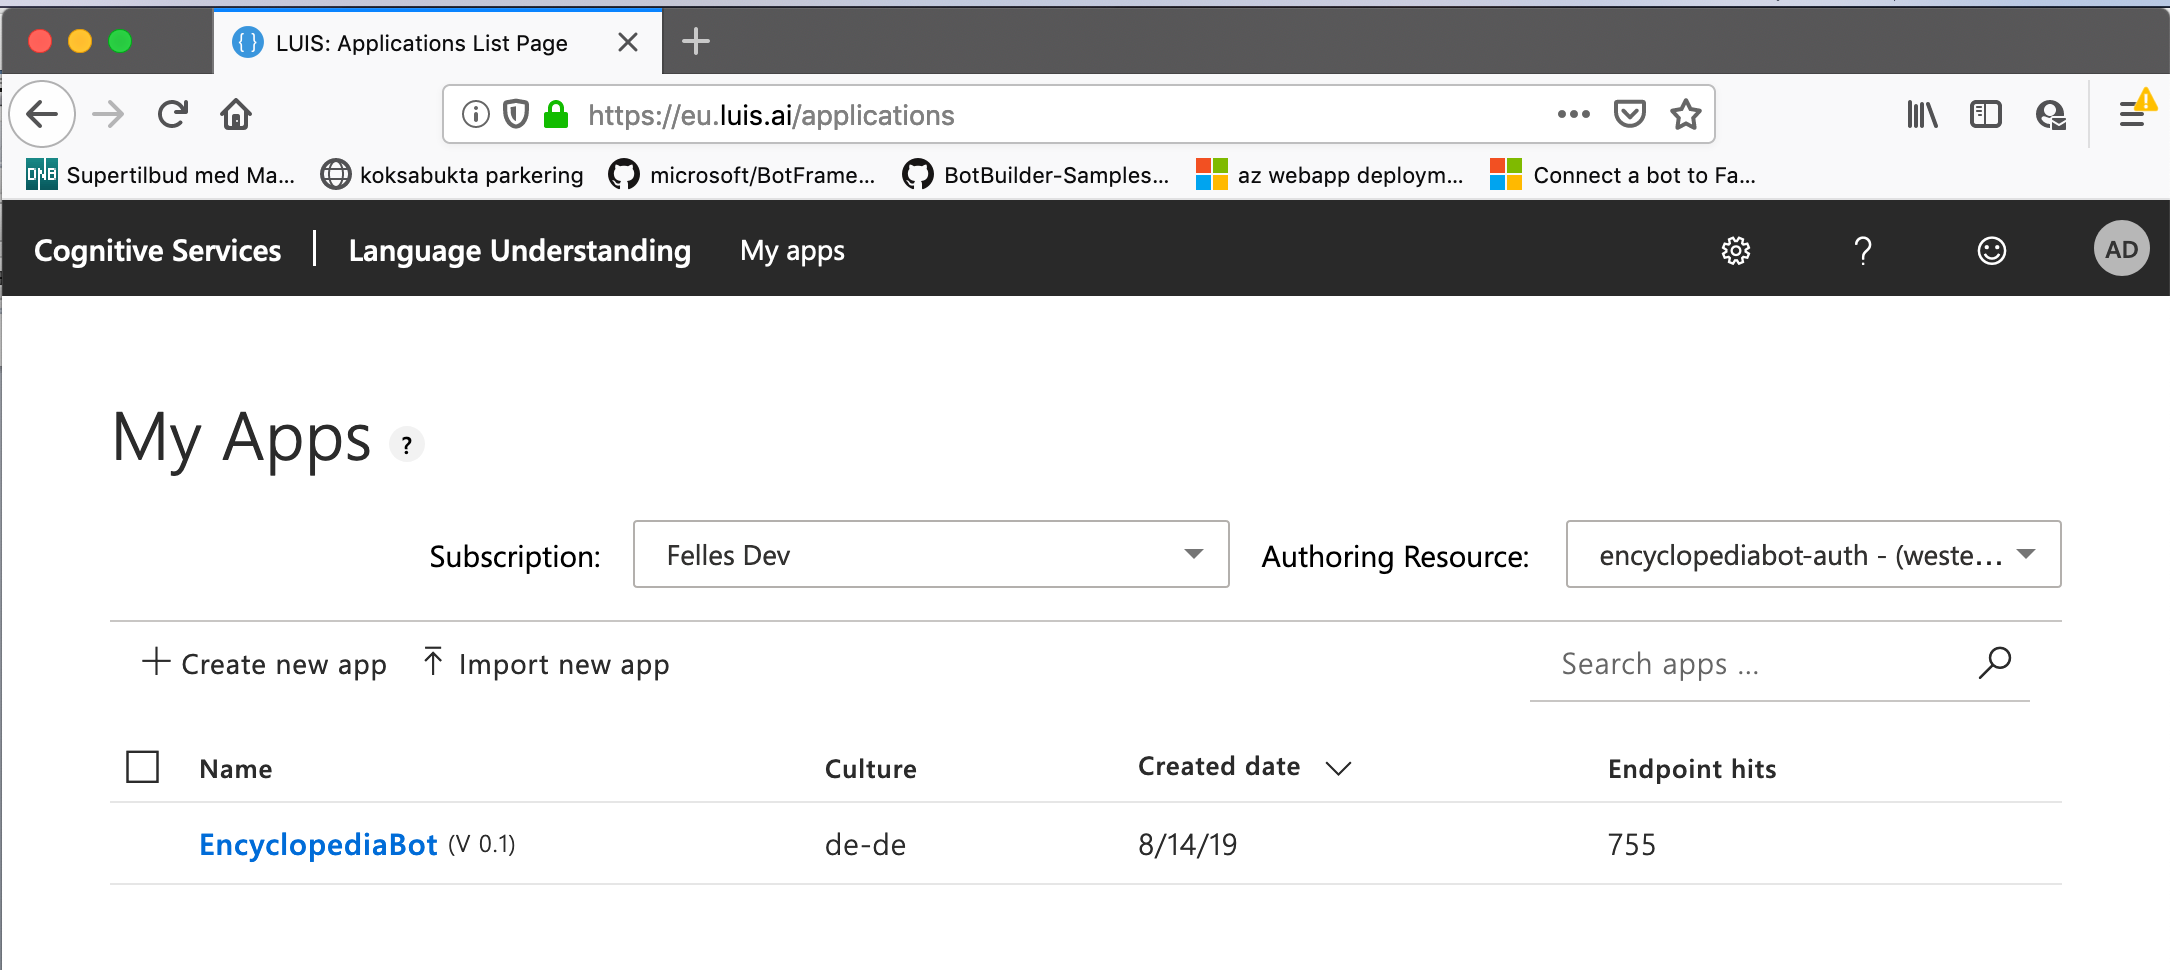 LUIS: Applications List Page
https://eu.luis.ai/applications
DNB Supertilbud med Ma... koksabukta parkering microsoft/BotFrame... BotBuilder-Samples... az webapp deploym... Connect a bot to Fa...
Cognitive Services | Language Understanding My apps ? AD
My Apps ?
Subscription: Felles Dev Authoring Resource: encyclopediabot-auth - (weste...
Create new app Import new app Search apps ...
Name Culture Created date Endpoint hits
EncyclopediaBot (V 0.1) de-de 8/14/19 755